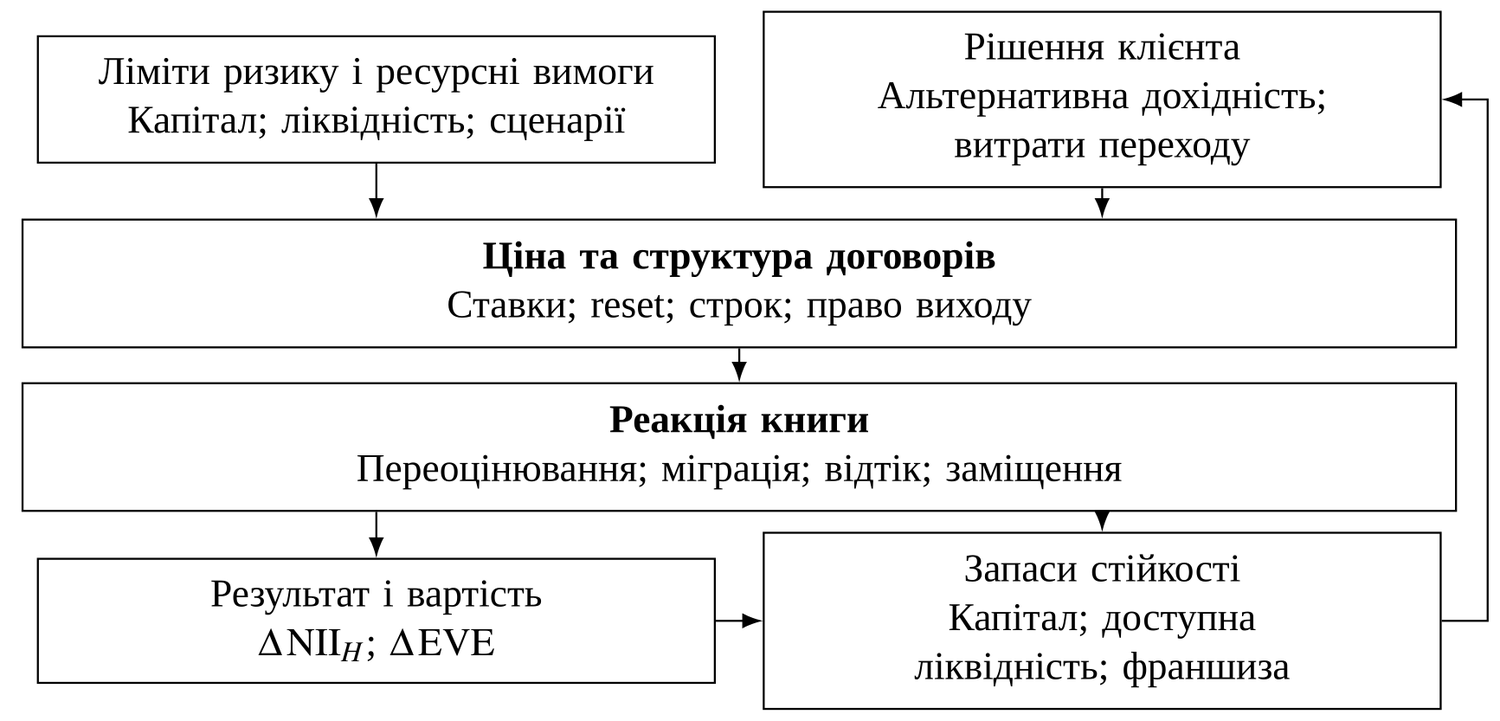 Ліміти ризику і ресурсні вимоги
Капітал; ліквідність; сценарії
Рішення клієнта
Альтернативна дохідність;
витрати переходу
Ціна та структура договорів
Ставки; reset; строк; право виходу
Реакція книги
Переоцінювання; міграція; відтік; заміщення
Результат і вартість
ΔNII_H; ΔEVE
Запаси стійкості
Капітал; доступна
ліквідність; франшиза